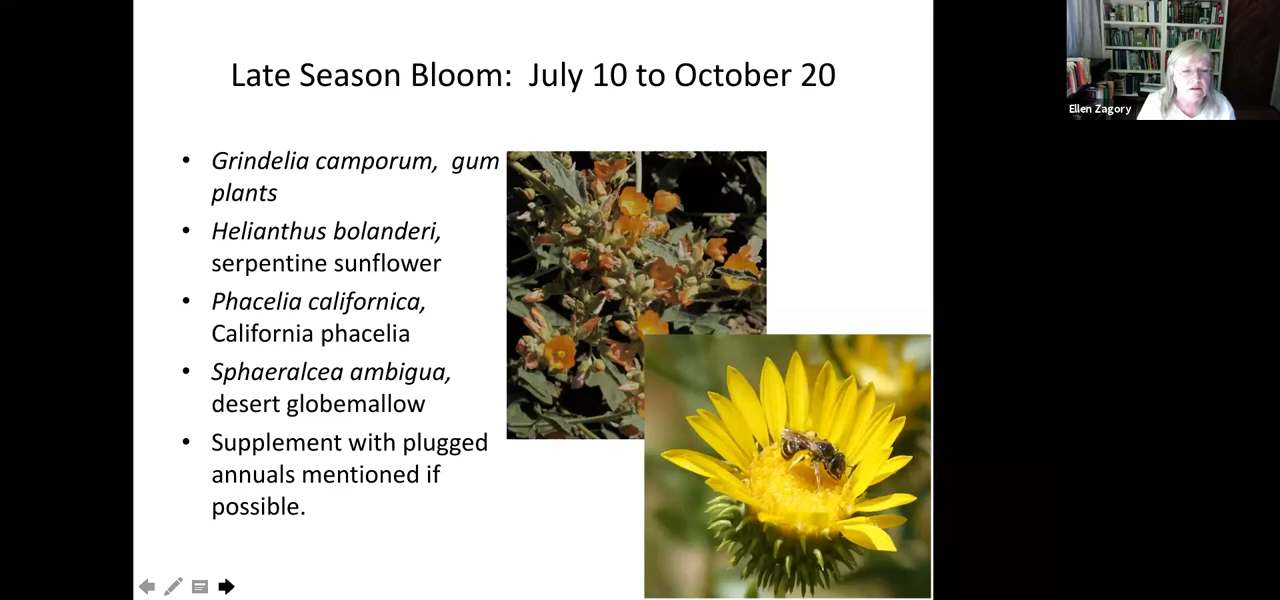 Late Season Bloom:  July 10 to October 20
Ellen Zagory
• Grindelia camporum,  gum
plants
• Helianthus bolanderi,
serpentine sunflower
• Phacelia californica,
California phacelia
• Sphaeralcea ambigua,
desert globemallow
• Supplement with plugged
annuals mentioned if
possible.